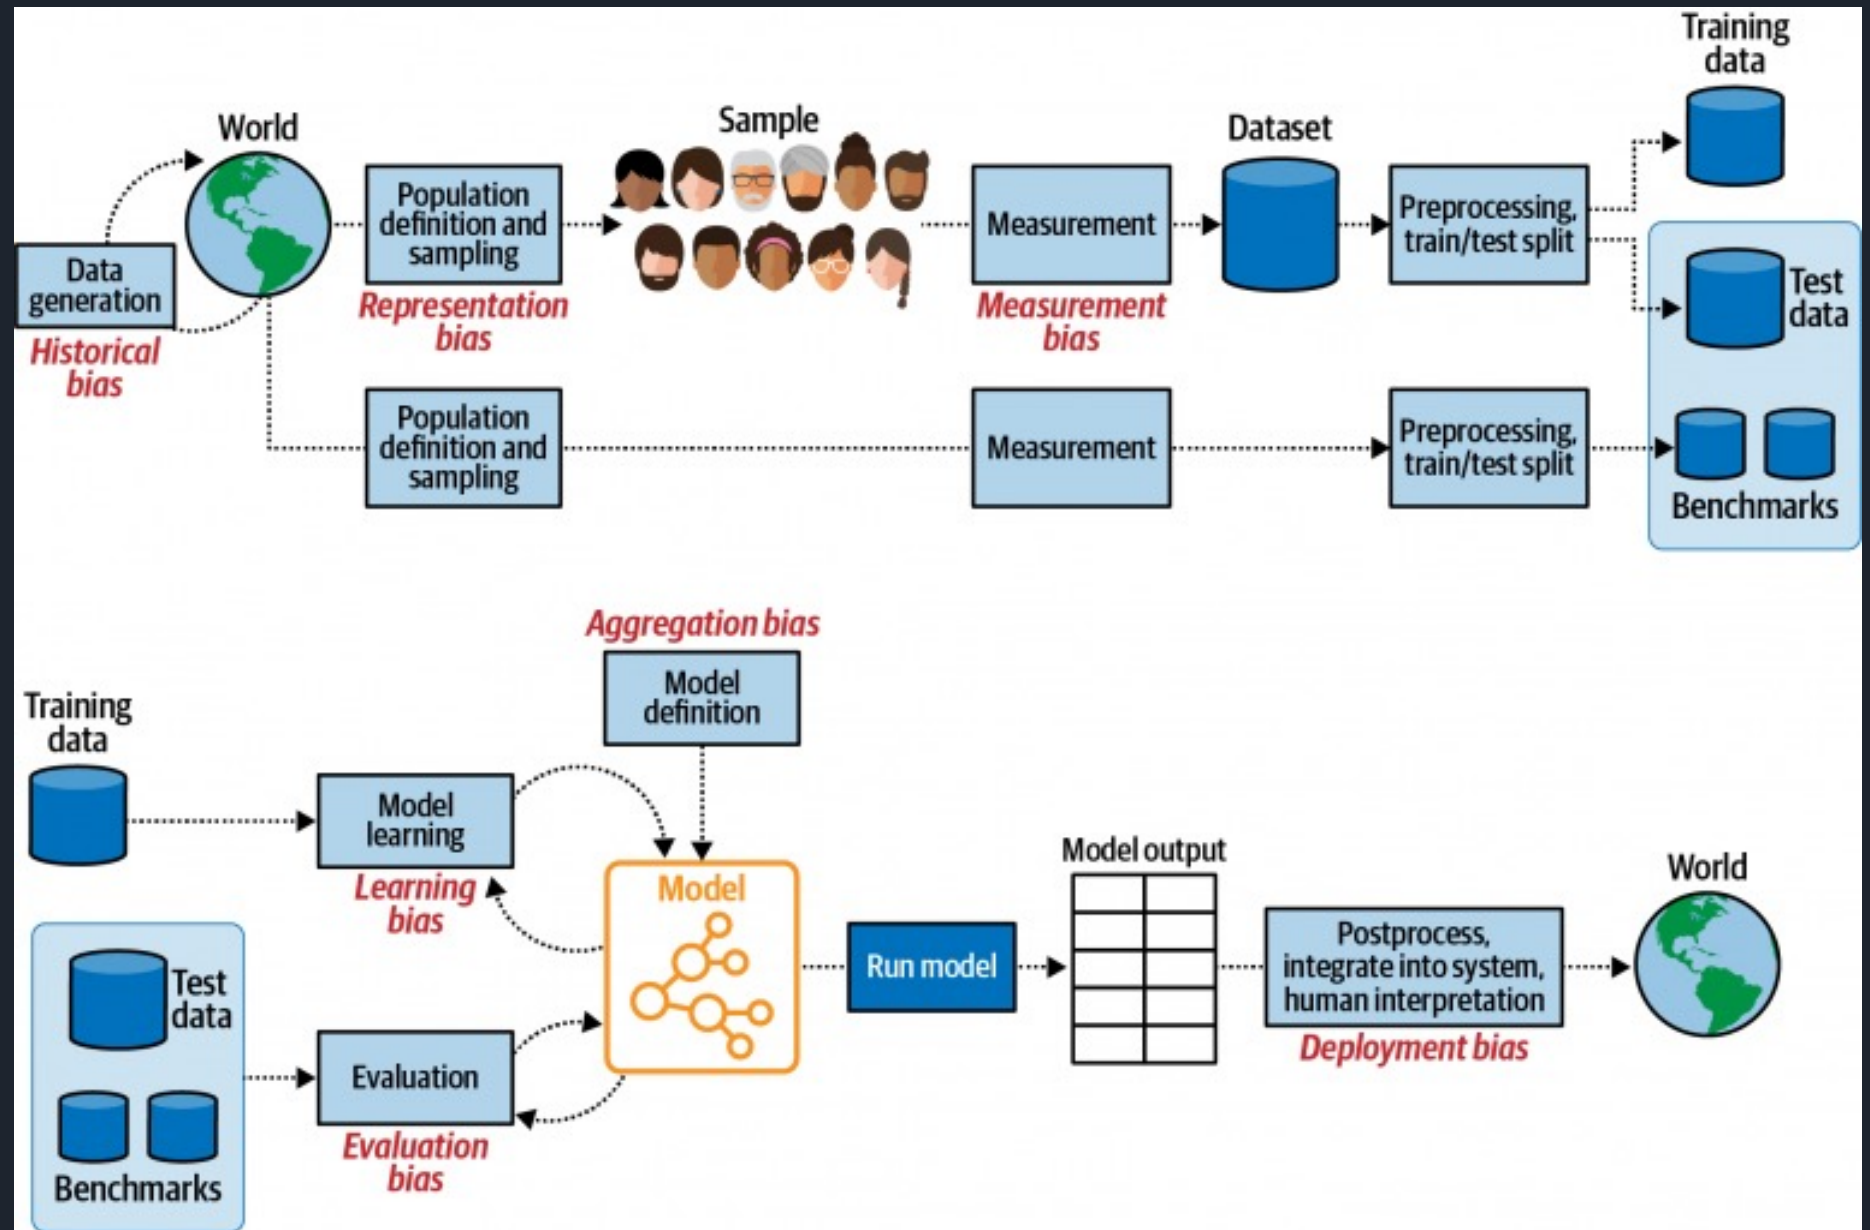 Training
data
World
Sample
Dataset
Population
definition and
sampling
Measurement
Preprocessing,
train/test split
Data
generation
Test
data
Representation
bias
Measurement
bias
Historical
bias
Population
definition and
sampling
Measurement
Preprocessing,
train/test split
Benchmarks
Aggregation bias
Model
definition
Training
data
Model
learning
Learning
bias
Model
Model output
World
Run model
Postprocess,
integrate into system,
human interpretation
Deployment bias
Test
data
Evaluation
Evaluation
bias
Benchmarks